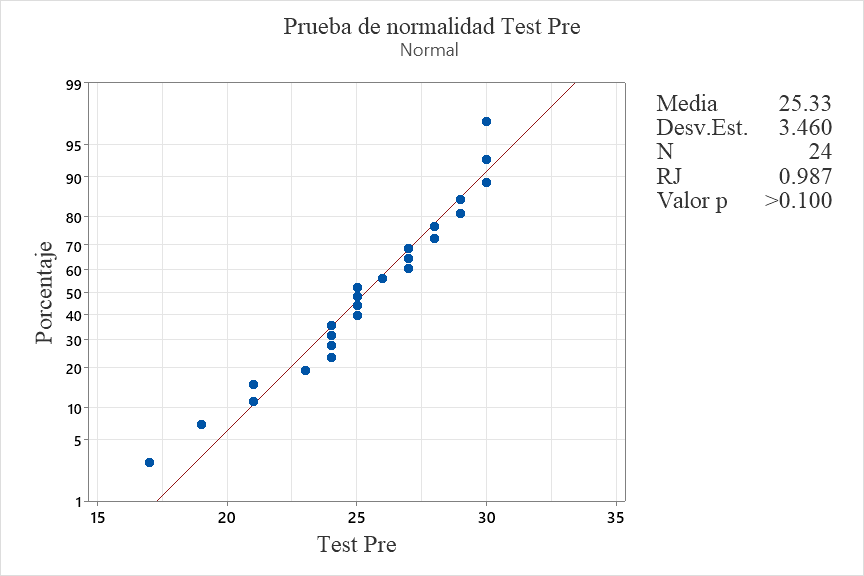 Prueba de normalidad Test Pre
Normal
Media 25.33
Desv.Est. 3.460
N 24
RJ 0.987
Valor p >0.100
Porcentaje
99
95
90
80
70
60
50
40
30
20
10
5
1
15 20 25 30 35
Test Pre